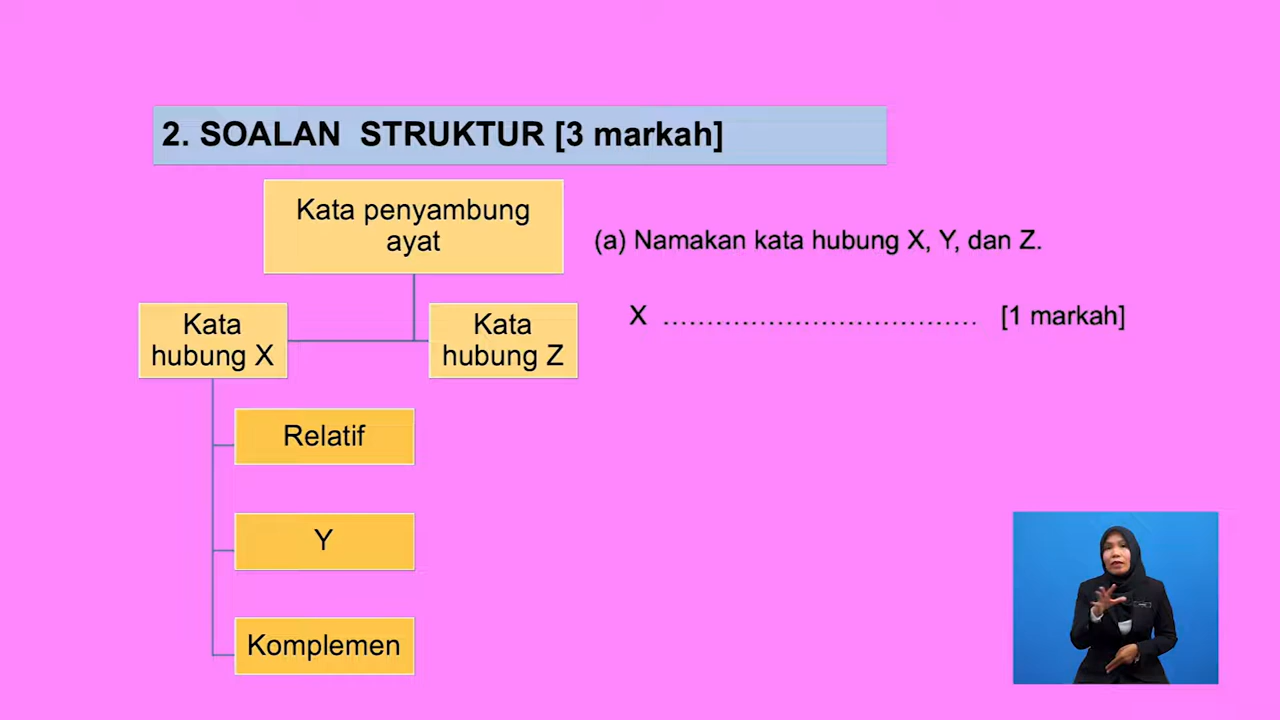 2. SOALAN STRUKTUR [3 markah]
Kata penyambung
ayat
(a) Namakan kata hubung X, Y, dan Z.
X ....................................... [1 markah]
Kata
hubung X
Kata
hubung Z
Relatif
Y
Komplemen